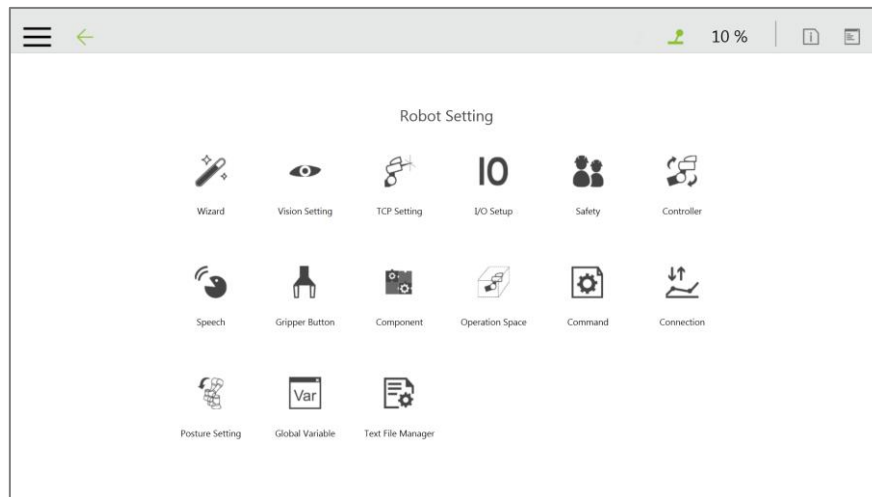 10 %
Robot Setting
IO
Wizard Vision Setting TCP Setting I/O Setup Safety Controller
Speech Gripper Button Component Operation Space Command Connection
Var
Posture Setting Global Variable Text File Manager